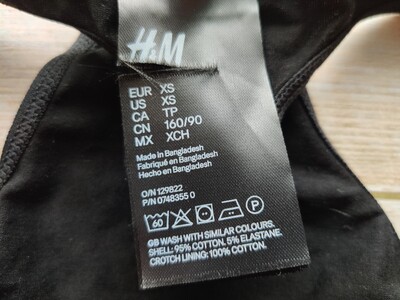 H&M
EUR XS
US XS
CA TP
CN 160/90
MX XCH
Made in Bangladesh
Fabriqué en Bangladesh
Hecho en Bangladesh
O/N 129822
P/N 0748355 0
60 P
GB WASH WITH SIMILAR COLOURS.
SHELL: 95% COTTON. 5% ELASTANE.
CROTCH LINING: 100% COTTON.